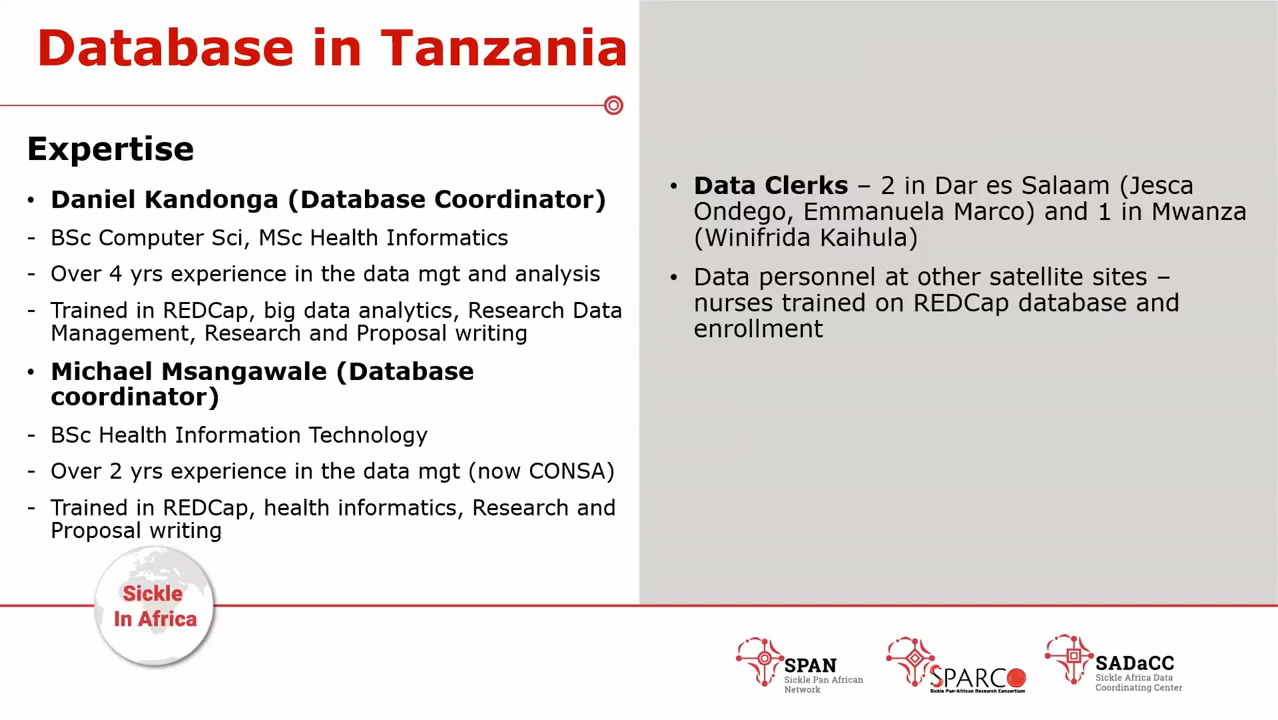 Database in Tanzania
Expertise
• Daniel Kandonga (Database Coordinator)
- BSc Computer Sci, MSc Health Informatics
- Over 4 yrs experience in the data mgt and analysis
- Trained in REDCap, big data analytics, Research Data
Management, Research and Proposal writing
• Michael Msangawale (Database
coordinator)
- BSc Health Information Technology
- Over 2 yrs experience in the data mgt (now CONSA)
- Trained in REDCap, health informatics, Research and
Proposal writing
• Data Clerks – 2 in Dar es Salaam (Jesca
Ondego, Emmanuela Marco) and 1 in Mwanza
(Winifrida Kaihula)
• Data personnel at other satellite sites –
nurses trained on REDCap database and
enrollment
Sickle
In Africa
SPAN
Sickle Pan African
Network
SPARCO
Sickle Pan-African Research Consortium
SADaCC
Sickle Africa Data
Coordinating Center